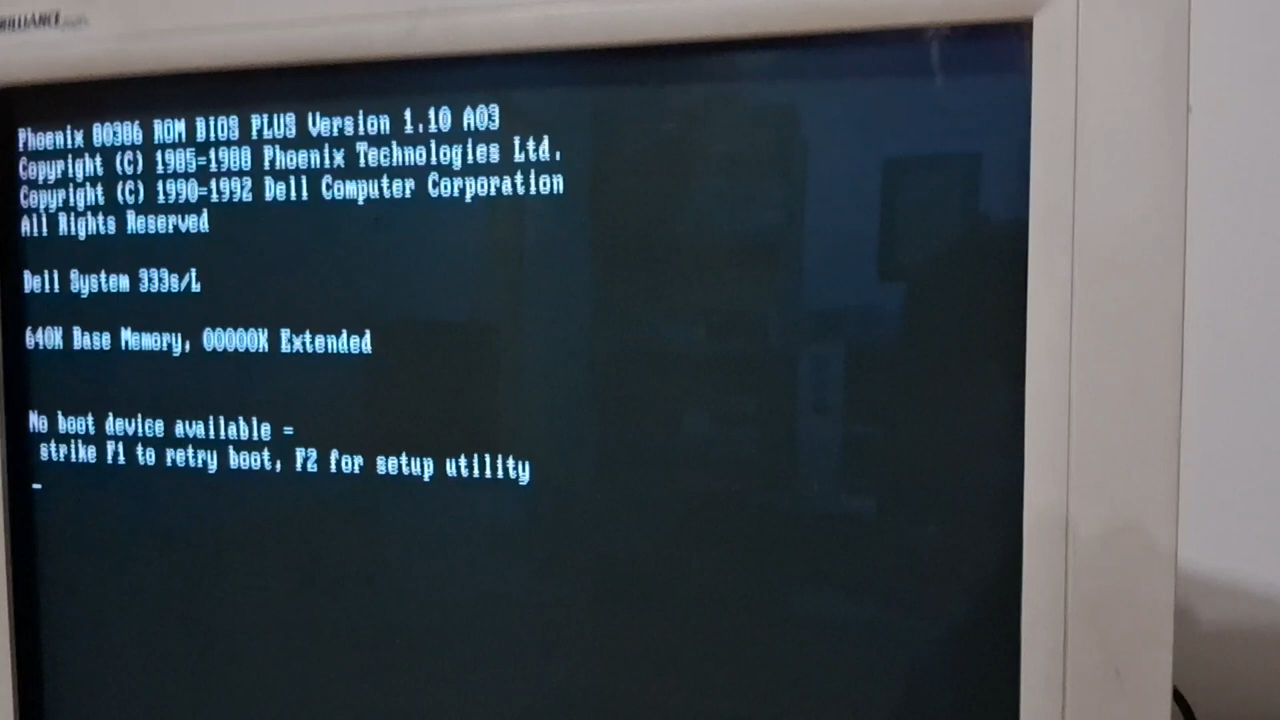 BRILLIANCE
Phoenix 80386 ROM BIOS PLUS Version 1.10 A03
Copyright (C) 1985-1988 Phoenix Technologies Ltd.
Copyright (C) 1990-1992 Dell Computer Corporation
All Rights Reserved
Dell System 333s/L
640K Base Memory, 00000K Extended
No boot device available -
strike F1 to retry boot, F2 for setup utility
_